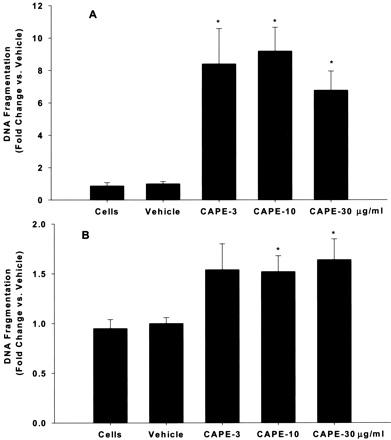 A
DNA Fragmentation
(Fold Change vs. Vehicle)
12
10
8
6
4
2
0
* * *
Cells Vehicle CAPE-3 CAPE-10 CAPE-30 µg/ml
B
DNA Fragmentation
(Fold Change vs. Vehicle)
2.0
1.5
1.0
0.5
0.0
* *
Cells Vehicle CAPE-3 CAPE-10 CAPE-30 µg/ml